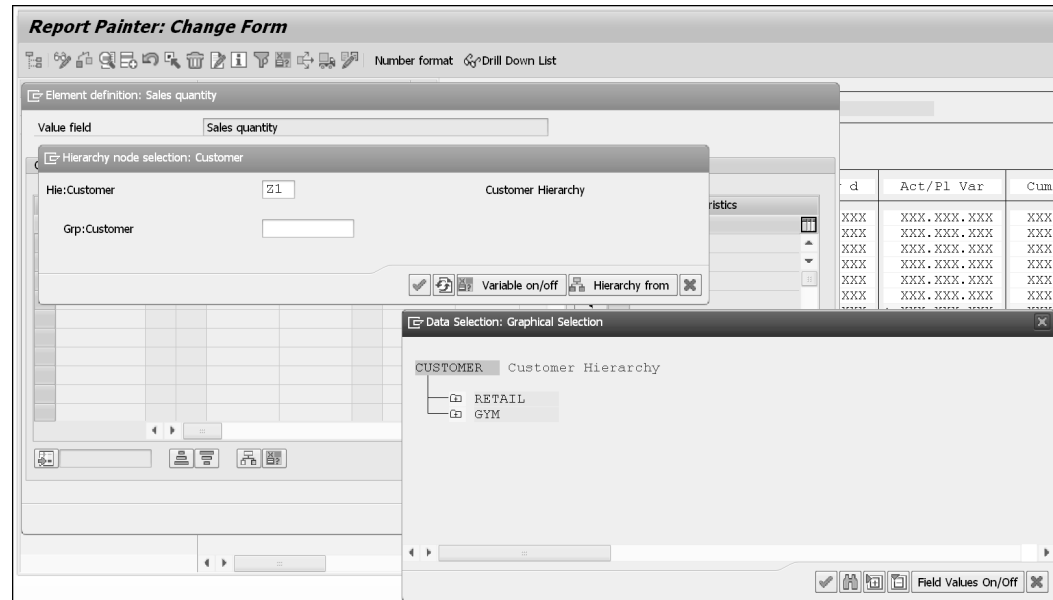 Report Painter: Change Form
Number format Drill Down List
Element definition: Sales quantity
Value field Sales quantity
Hierarchy node selection: Customer
Hie:Customer Z1 Customer Hierarchy
Grp:Customer
Variable on/off Hierarchy from
d Act/Pl Var Cum
XXX XXX.XXX.XXX XXX
XXX XXX.XXX.XXX XXX
XXX XXX.XXX.XXX XXX
XXX XXX.XXX.XXX XXX
XXX XXX.XXX.XXX XXX
XXX XXX.XXX.XXX XXX
Data Selection: Graphical Selection
CUSTOMER Customer Hierarchy
RETAIL
GYM
Field Values On/Off